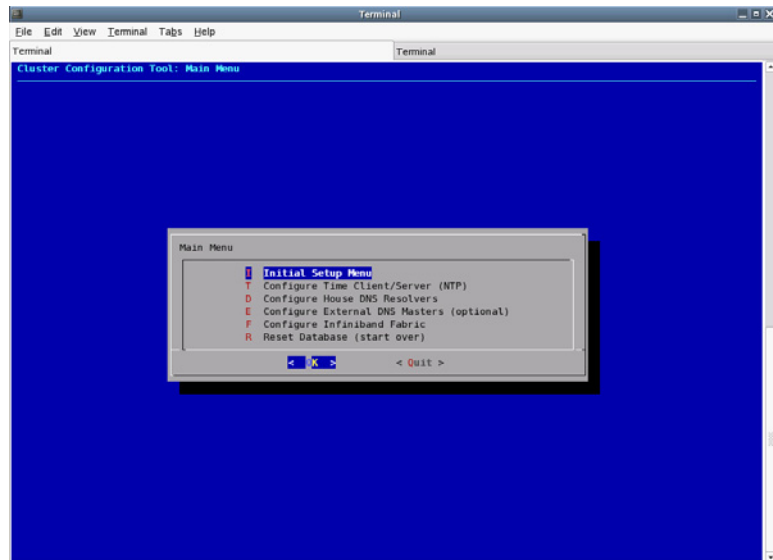 Terminal
File Edit View Terminal Tabs Help
Terminal Terminal
Cluster Configuration Tool: Main Menu
Main Menu
I Initial Setup Menu
T Configure Time Client/Server (NTP)
D Configure House DNS Resolvers
E Configure External DNS Masters (optional)
F Configure Infiniband Fabric
R Reset Database (start over)
< OK > < Quit >